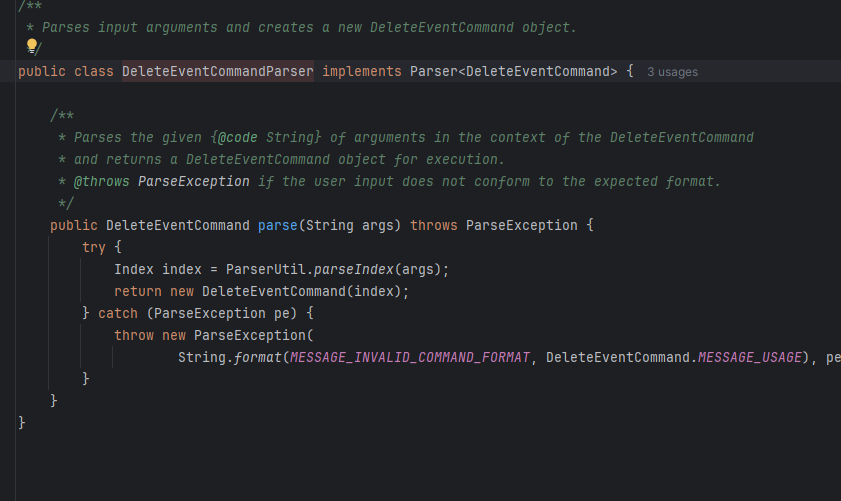 /**
 * Parses input arguments and creates a new DeleteEventCommand object.
 */
public class DeleteEventCommandParser implements Parser<DeleteEventCommand> { 3 usages
    /**
     * Parses the given {@code String} of arguments in the context of the DeleteEventCommand
     * and returns a DeleteEventCommand object for execution.
     * @throws ParseException if the user input does not conform to the expected format.
     */
    public DeleteEventCommand parse(String args) throws ParseException {
        try {
            Index index = ParserUtil.parseIndex(args);
            return new DeleteEventCommand(index);
        } catch (ParseException pe) {
            throw new ParseException(
                    String.format(MESSAGE_INVALID_COMMAND_FORMAT, DeleteEventCommand.MESSAGE_USAGE), pe
        }
    }
}